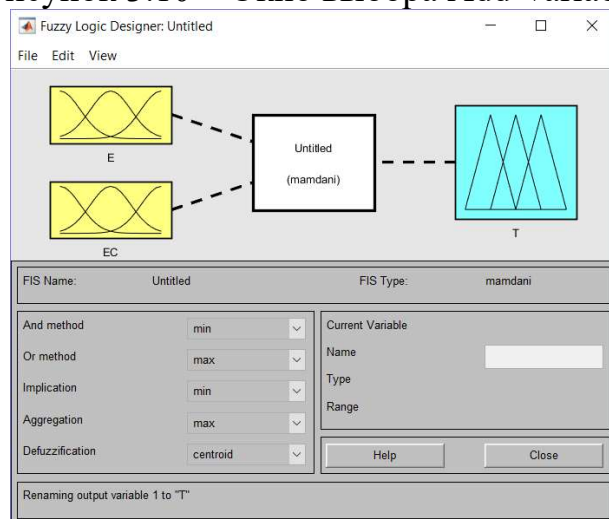 Fuzzy Logic Designer: Untitled
File Edit View
E
EC
Untitled
(mamdani)
T
FIS Name: Untitled FIS Type: mamdani
And method min
Or method max
Implication min
Aggregation max
Defuzzification centroid
Current Variable
Name
Type
Range
Help Close
Renaming output variable 1 to "T"